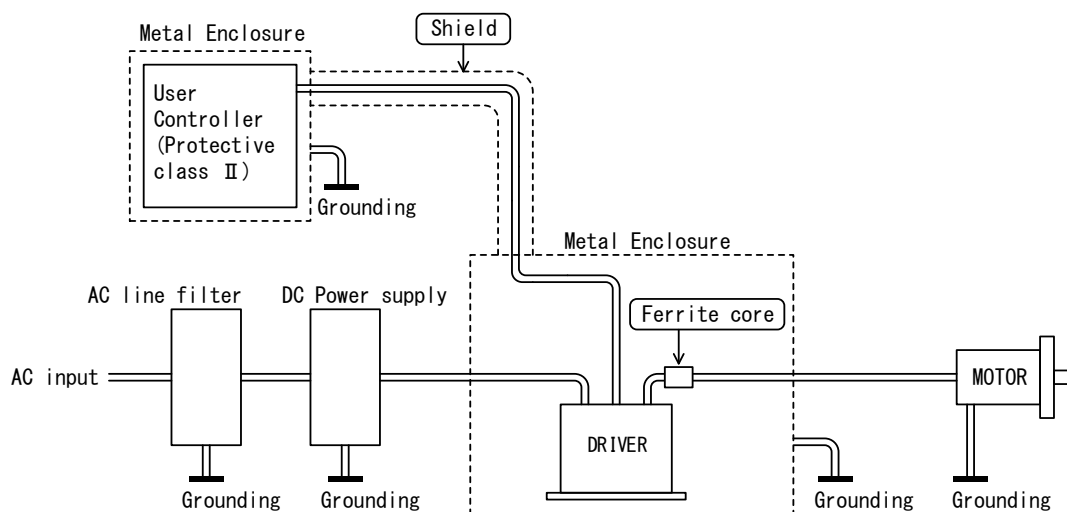 Metal Enclosure
Shield
User
Controller
(Protective
class Ⅱ)
Grounding
Metal Enclosure
AC line filter
DC Power supply
Ferrite core
AC input
MOTOR
DRIVER
Grounding
Grounding
Grounding
Grounding